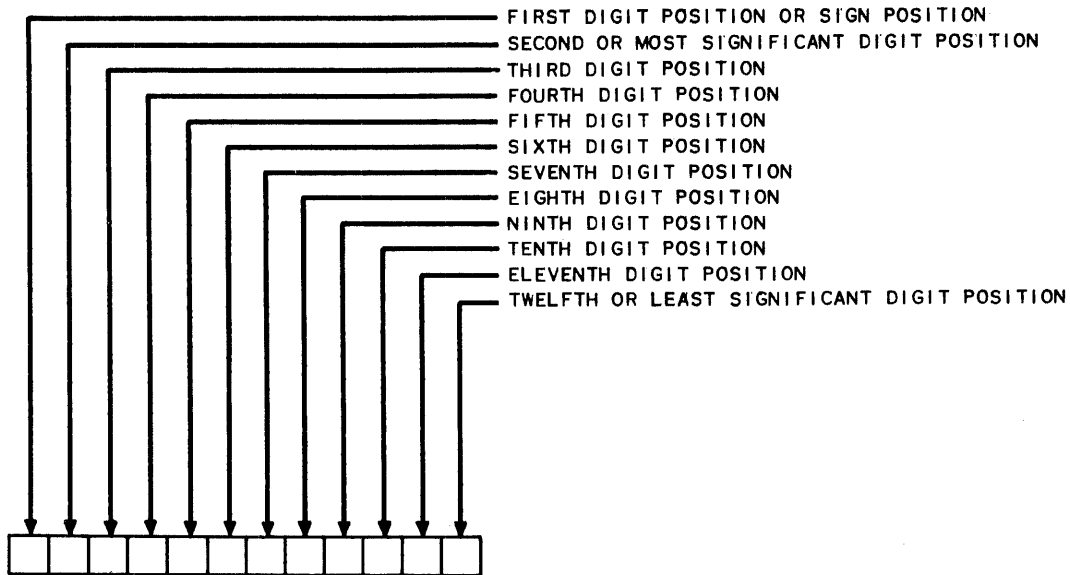 FIRST DIGIT POSITION OR SIGN POSITION
SECOND OR MOST SIGNIFICANT DIGIT POSITION
THIRD DIGIT POSITION
FOURTH DIGIT POSITION
FIFTH DIGIT POSITION
SIXTH DIGIT POSITION
SEVENTH DIGIT POSITION
EIGHTH DIGIT POSITION
NINTH DIGIT POSITION
TENTH DIGIT POSITION
ELEVENTH DIGIT POSITION
TWELFTH OR LEAST SIGNIFICANT DIGIT POSITION